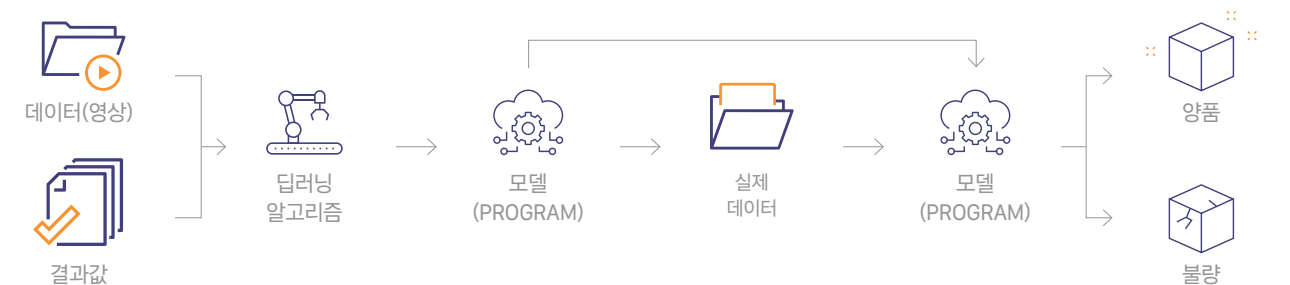 데이터(영상)
결과값
딥러닝
알고리즘
모델
(PROGRAM)
실제
데이터
모델
(PROGRAM)
양품
불량